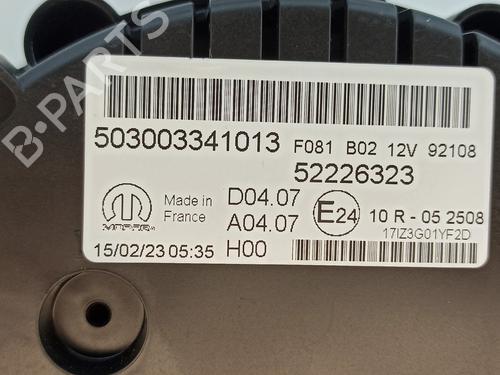 B-PARTS
503003341013 F081 B02 12V 92108
52226323
MOPAR
Made in France
D04.07
A04.07
E24
10 R - 05 2508
17IZ3G01YF2D
15/02/23 05:35 H00